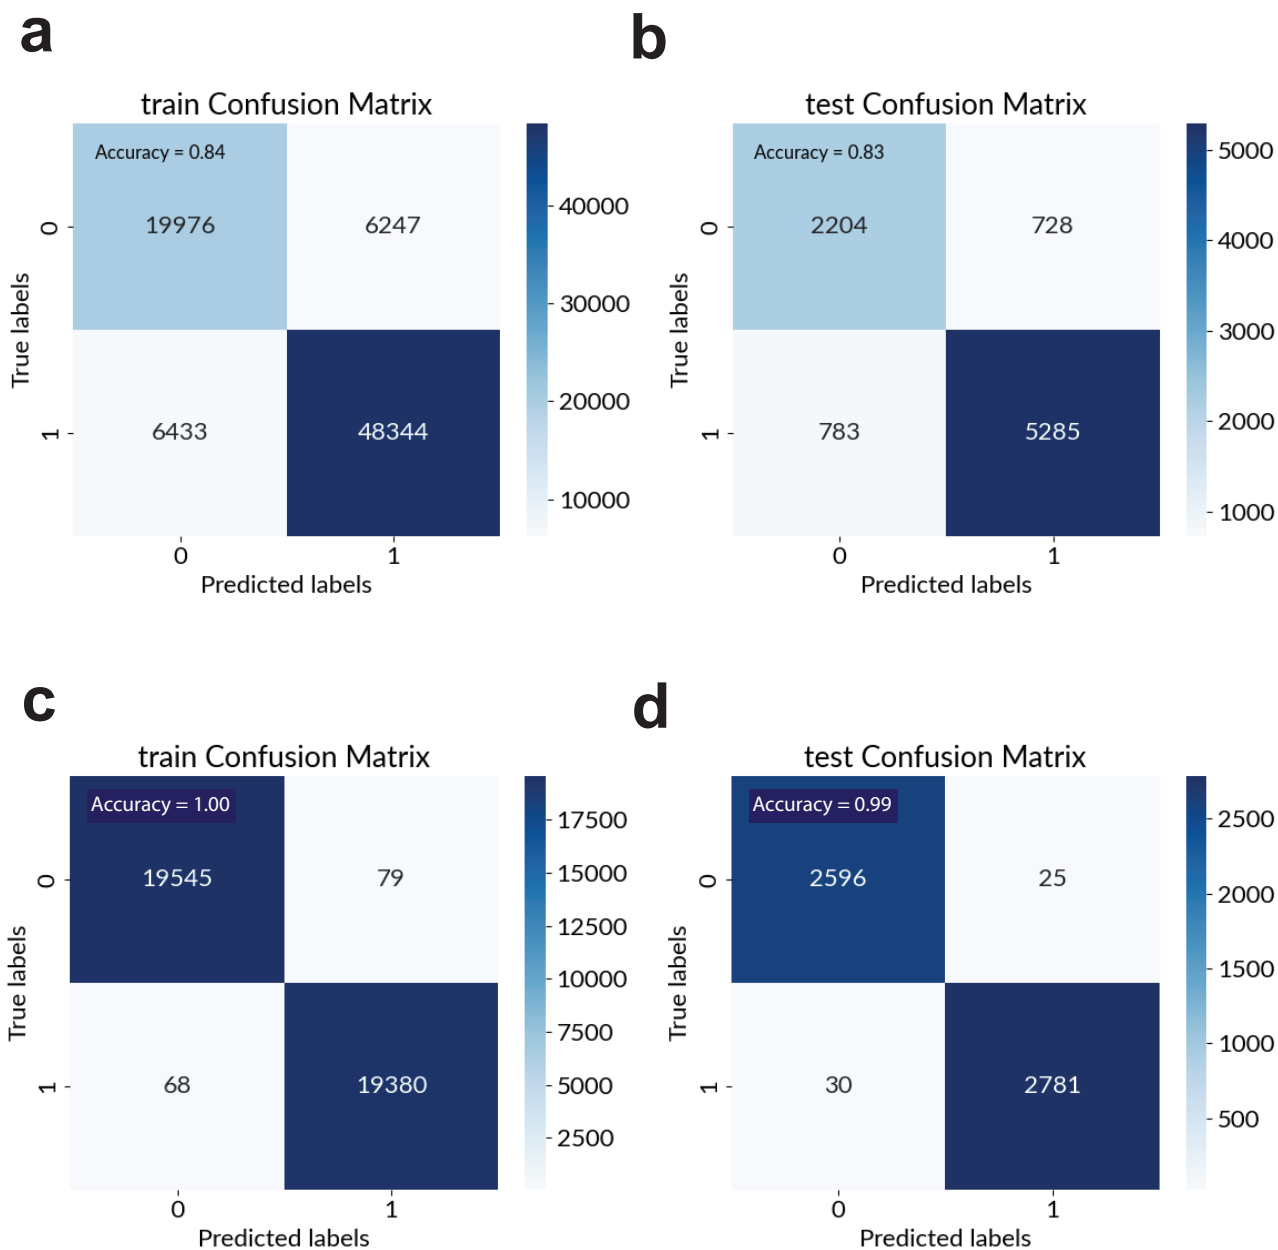 a
train Confusion Matrix
Accuracy = 0.84
19976 6247
6433 48344
0
1
True labels
0 1
Predicted labels
40000
30000
20000
10000
b
test Confusion Matrix
Accuracy = 0.83
2204 728
783 5285
0
1
True labels
0 1
Predicted labels
5000
4000
3000
2000
1000
c
train Confusion Matrix
Accuracy = 1.00
19545 79
68 19380
0
1
True labels
0 1
Predicted labels
17500
15000
12500
10000
7500
5000
2500
d
test Confusion Matrix
Accuracy = 0.99
2596 25
30 2781
0
1
True labels
0 1
Predicted labels
2500
2000
1500
1000
500